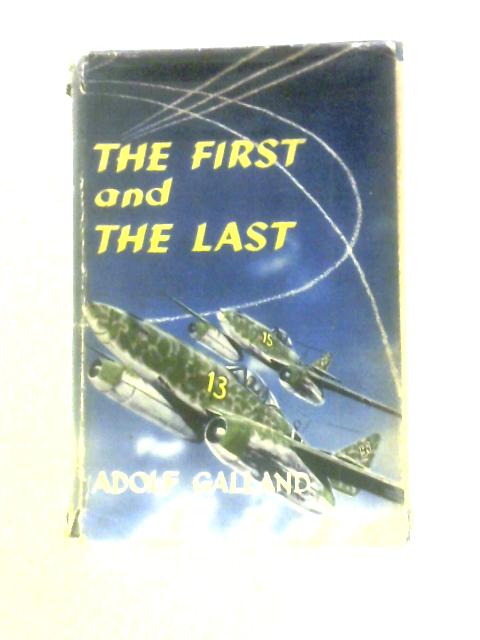 THE FIRST
and
THE LAST
15
13
ADOLF GALLAND